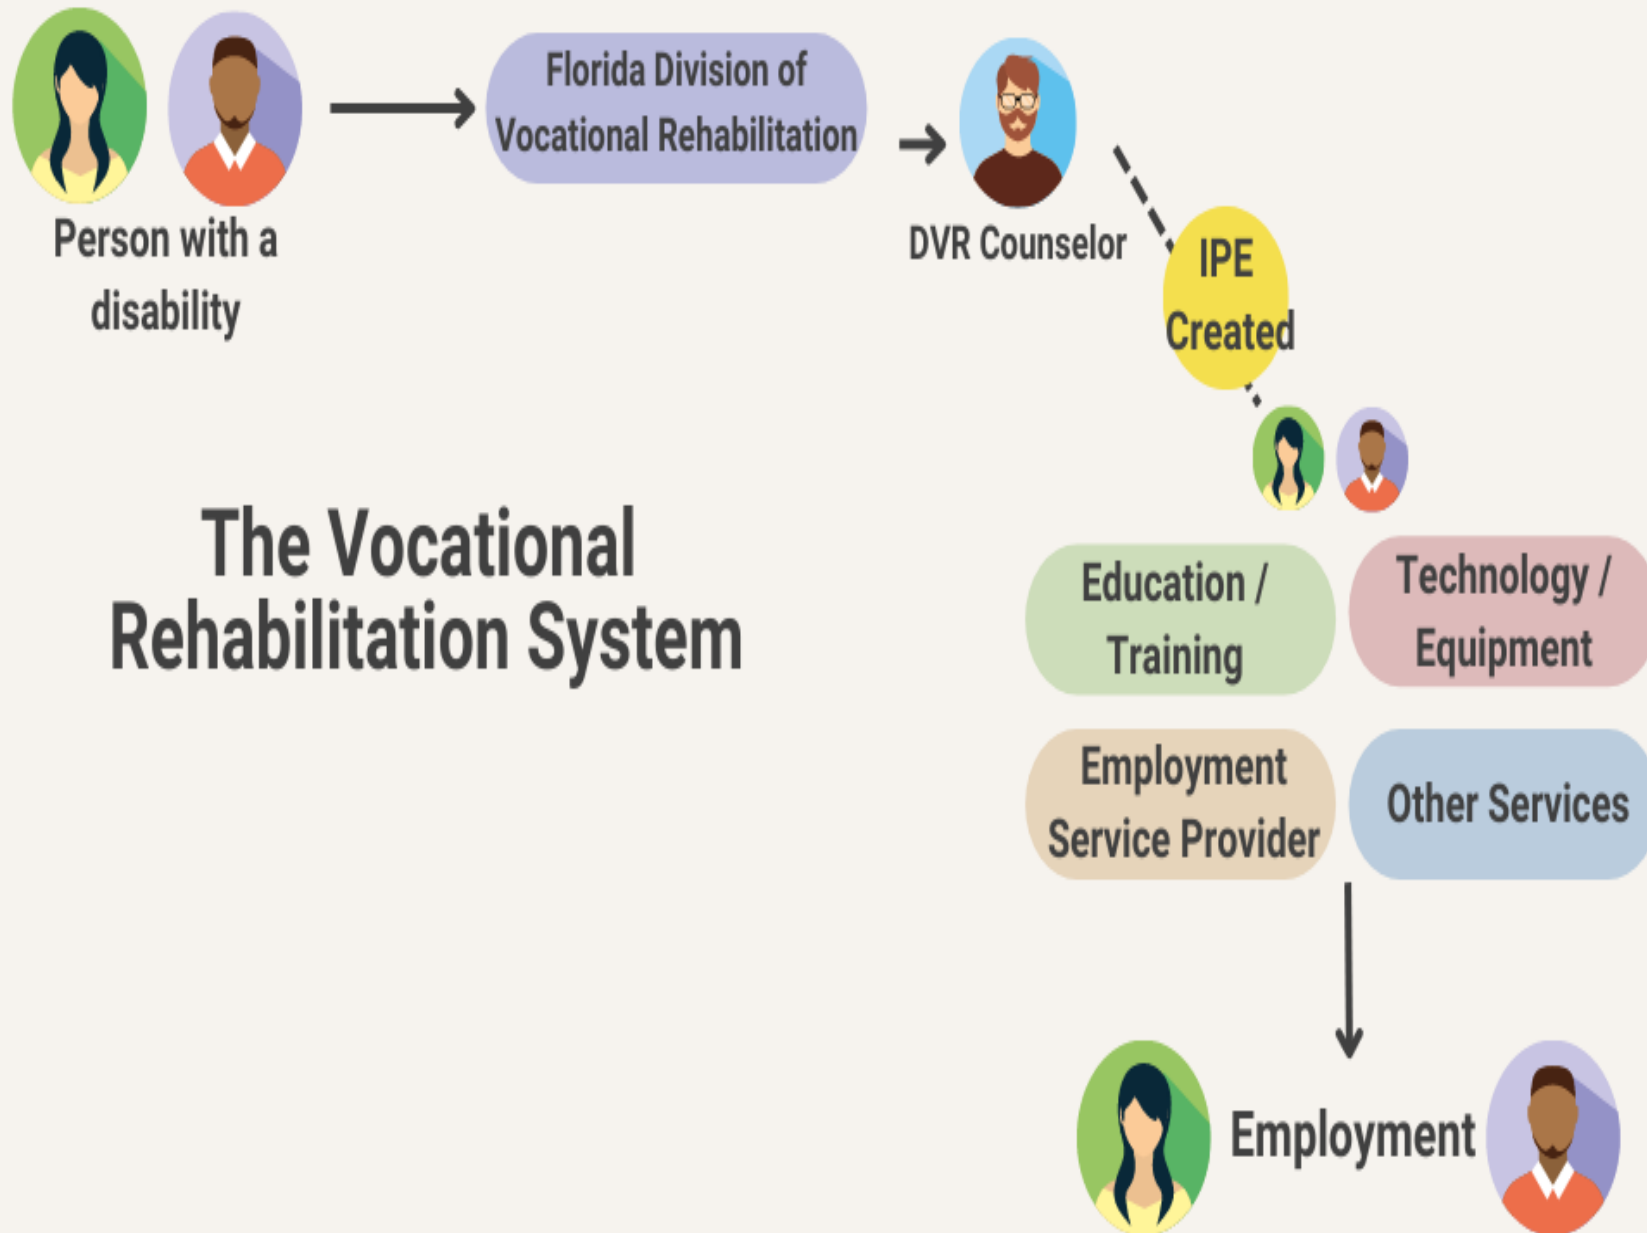 Florida Division of
Vocational Rehabilitation
Person with a
disability
DVR Counselor
IPE
Created
The Vocational
Rehabilitation System
Education /
Training
Technology /
Equipment
Employment
Service Provider
Other Services
Employment